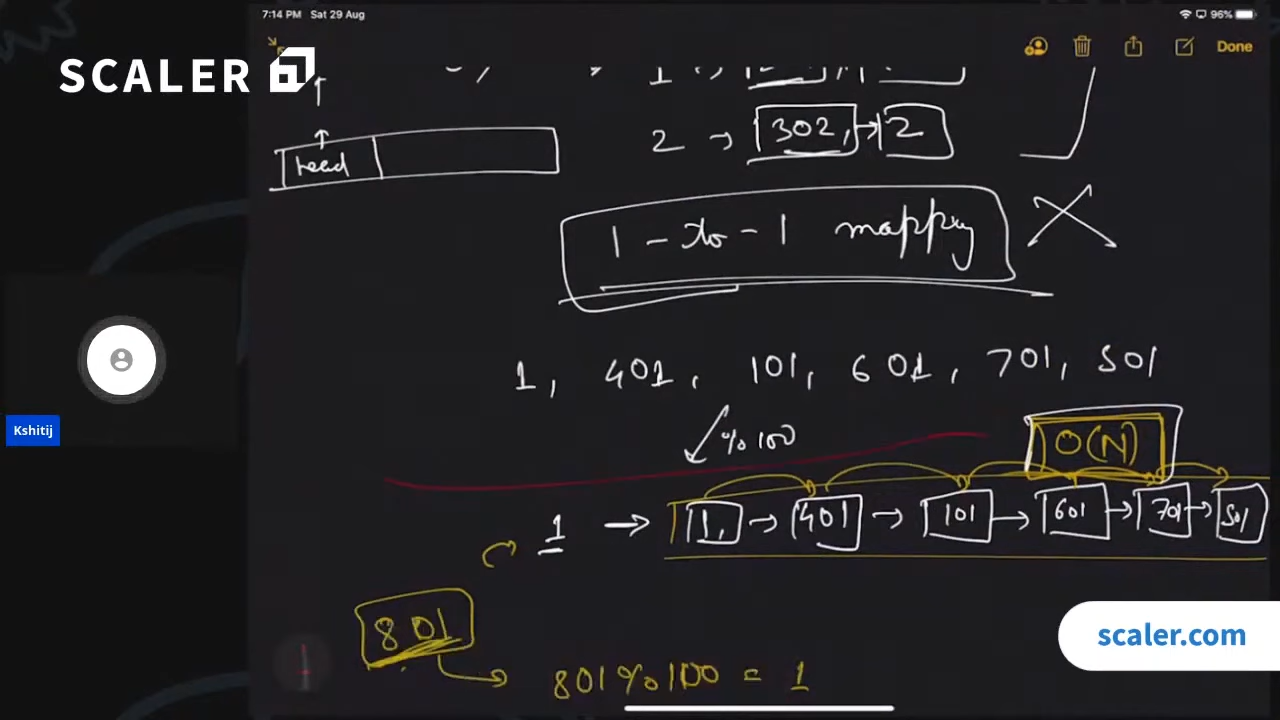 7:14 PM Sat 29 Aug
96%
SCALER
Done
head
2 → 302, → 2
1-to-1 mapping
1, 401, 101, 601, 701, 501
% 100
O(N)
1 → 1, → 401 → 101 → 601 → 701 → 501
Kshitij
801
801 % 100 = 1
scaler.com